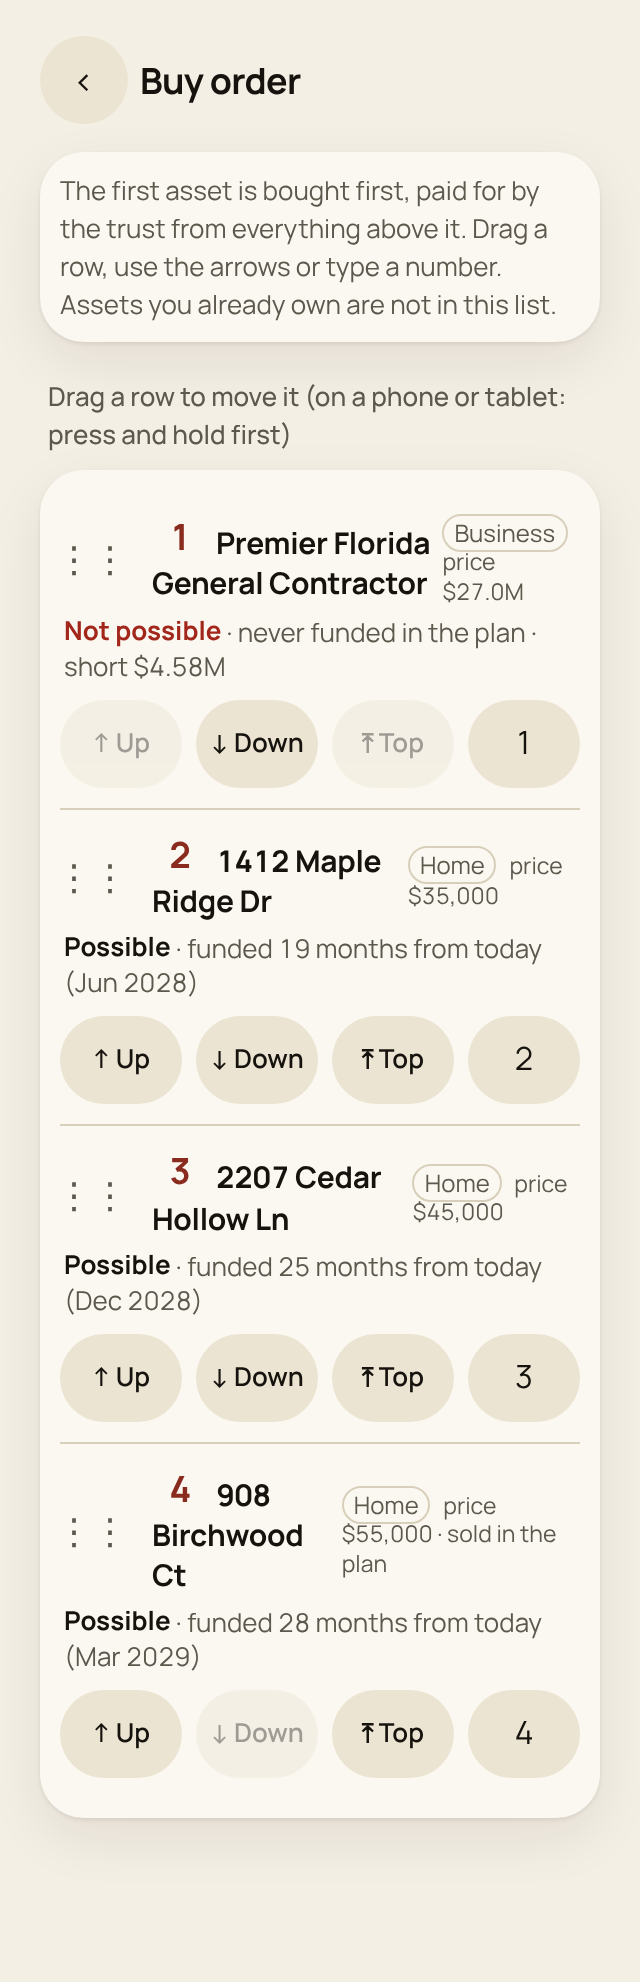 ‹ Buy order
The first asset is bought first, paid for by
the trust from everything above it. Drag a
row, use the arrows or type a number.
Assets you already own are not in this list.
Drag a row to move it (on a phone or tablet:
press and hold first)
⋮⋮ 1 Premier Florida
General Contractor
Business
price
$27.0M
Not possible · never funded in the plan ·
short $4.58M
↑ Up ↓ Down ⤒ Top 1
⋮⋮ 2 1412 Maple
Ridge Dr
Home price
$35,000
Possible · funded 19 months from today
(Jun 2028)
↑ Up ↓ Down ⤒ Top 2
⋮⋮ 3 2207 Cedar
Hollow Ln
Home price
$45,000
Possible · funded 25 months from today
(Dec 2028)
↑ Up ↓ Down ⤒ Top 3
⋮⋮ 4 908
Birchwood
Ct
Home price
$55,000 · sold in the
plan
Possible · funded 28 months from today
(Mar 2029)
↑ Up ↓ Down ⤒ Top 4